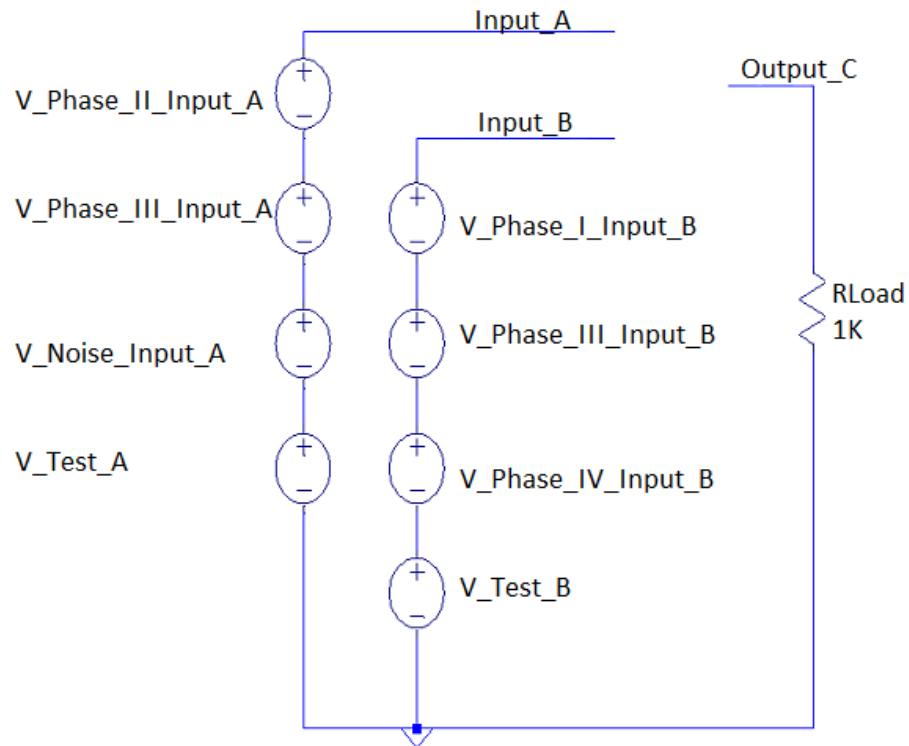 Input_A
V_Phase_II_Input_A
Output_C
Input_B
V_Phase_III_Input_A
V_Phase_I_Input_B
RLoad
1K
V_Noise_Input_A
V_Phase_III_Input_B
V_Test_A
V_Phase_IV_Input_B
V_Test_B